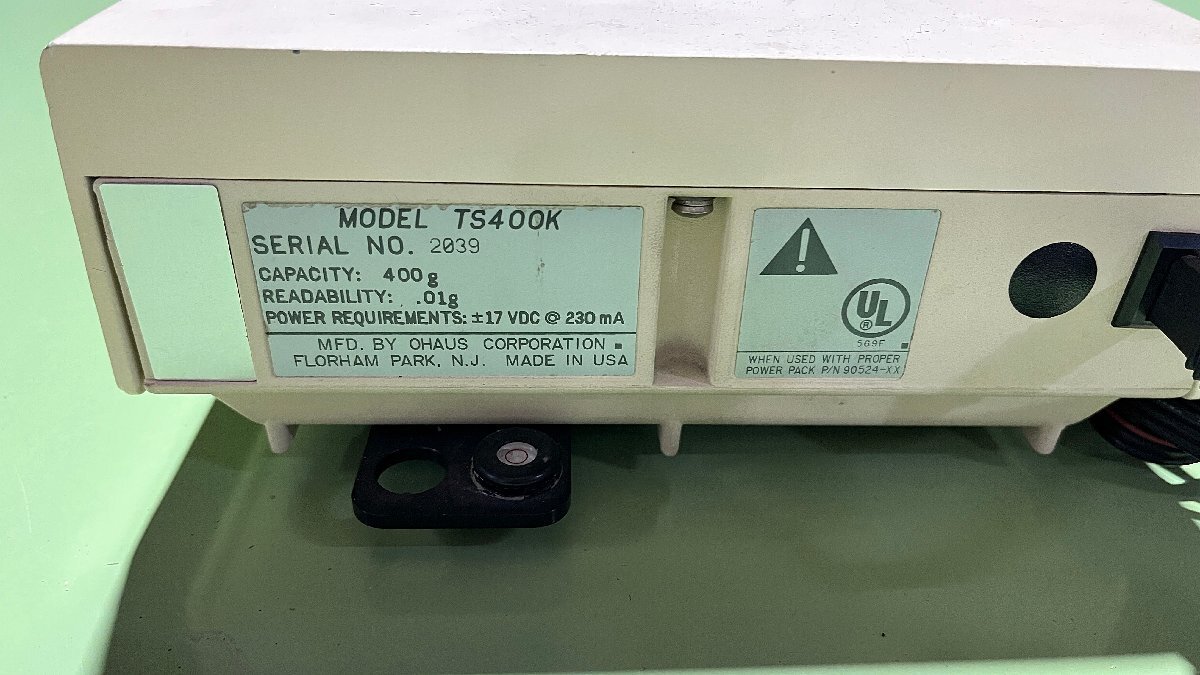 MODEL TS400K
SERIAL NO. 2039
CAPACITY: 400g
READABILITY: .01g
POWER REQUIREMENTS: ±17 VDC @ 230 mA
MFD. BY OHAUS CORPORATION
FLORHAM PARK, N.J. MADE IN USA
!
UL
®
569F
WHEN USED WITH PROPER
POWER PACK P/N 90524-XX